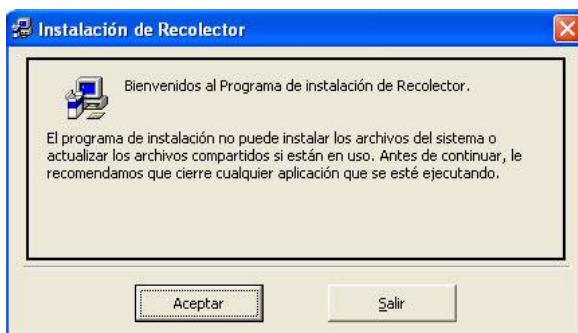 Instalación de Recolector
Bienvenidos al Programa de instalación de Recolector.
El programa de instalación no puede instalar los archivos del sistema o
actualizar los archivos compartidos si están en uso. Antes de continuar, le
recomendamos que cierre cualquier aplicación que se esté ejecutando.
Aceptar
Salir